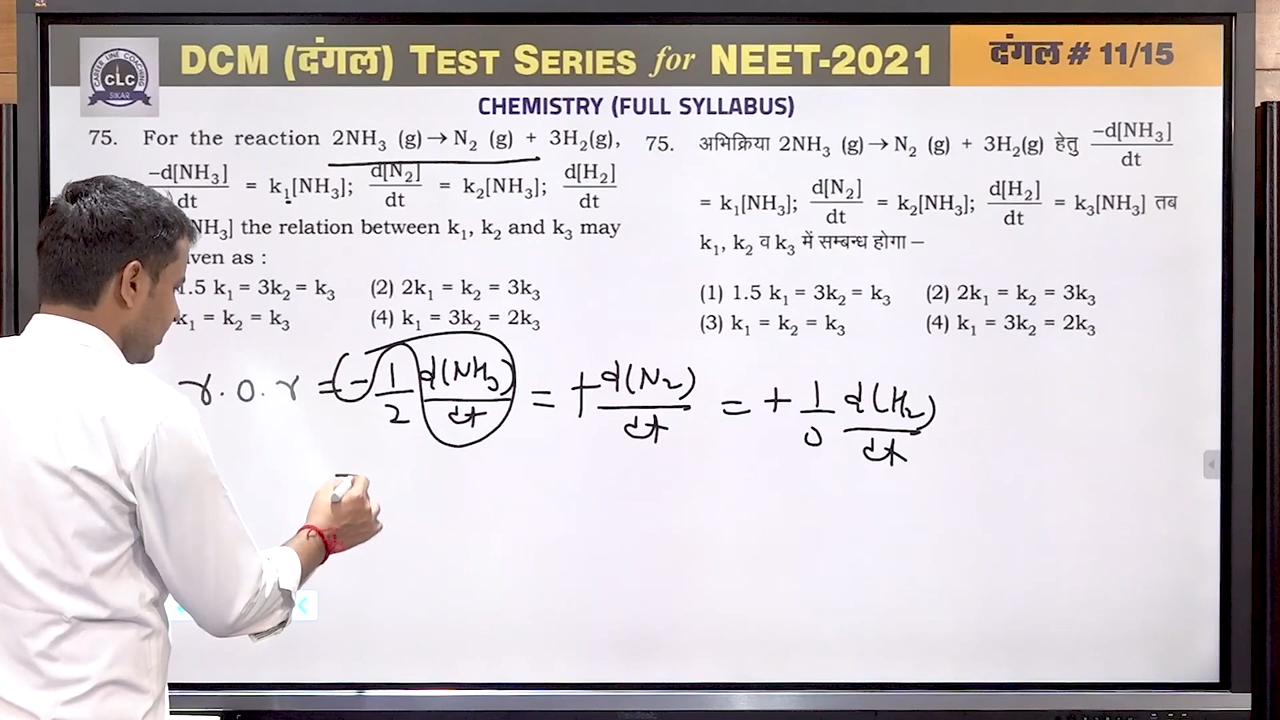 CAREER LINE COACHING
CLC
SIKAR
DCM (दंगल) TEST SERIES for NEET-2021
दंगल # 11/15
CHEMISTRY (FULL SYLLABUS)
75. For the reaction 2NH₃ (g)→ N₂ (g) + 3H₂(g),
-d[NH₃]/dt = k₁[NH₃]; d[N₂]/dt = k₂[NH₃]; d[H₂]/dt
NH₃] the relation between k₁, k₂ and k₃ may
iven as :
1.5 k₁ = 3k₂ = k₃ (2) 2k₁ = k₂ = 3k₃
k₁ = k₂ = k₃ (4) k₁ = 3k₂ = 2k₃
75. अभिक्रिया 2NH₃ (g)→ N₂ (g) + 3H₂(g) हेतु -d[NH₃]/dt
= k₁[NH₃]; d[N₂]/dt = k₂[NH₃]; d[H₂]/dt = k₃[NH₃] तब
k₁, k₂ व k₃ में सम्बन्ध होगा –
(1) 1.5 k₁ = 3k₂ = k₃ (2) 2k₁ = k₂ = 3k₃
(3) k₁ = k₂ = k₃ (4) k₁ = 3k₂ = 2k₃
r.o.r = - 1/2 d(NH₃)/dt = + d(N₂)/dt = + 1/ d(H₂)/dt